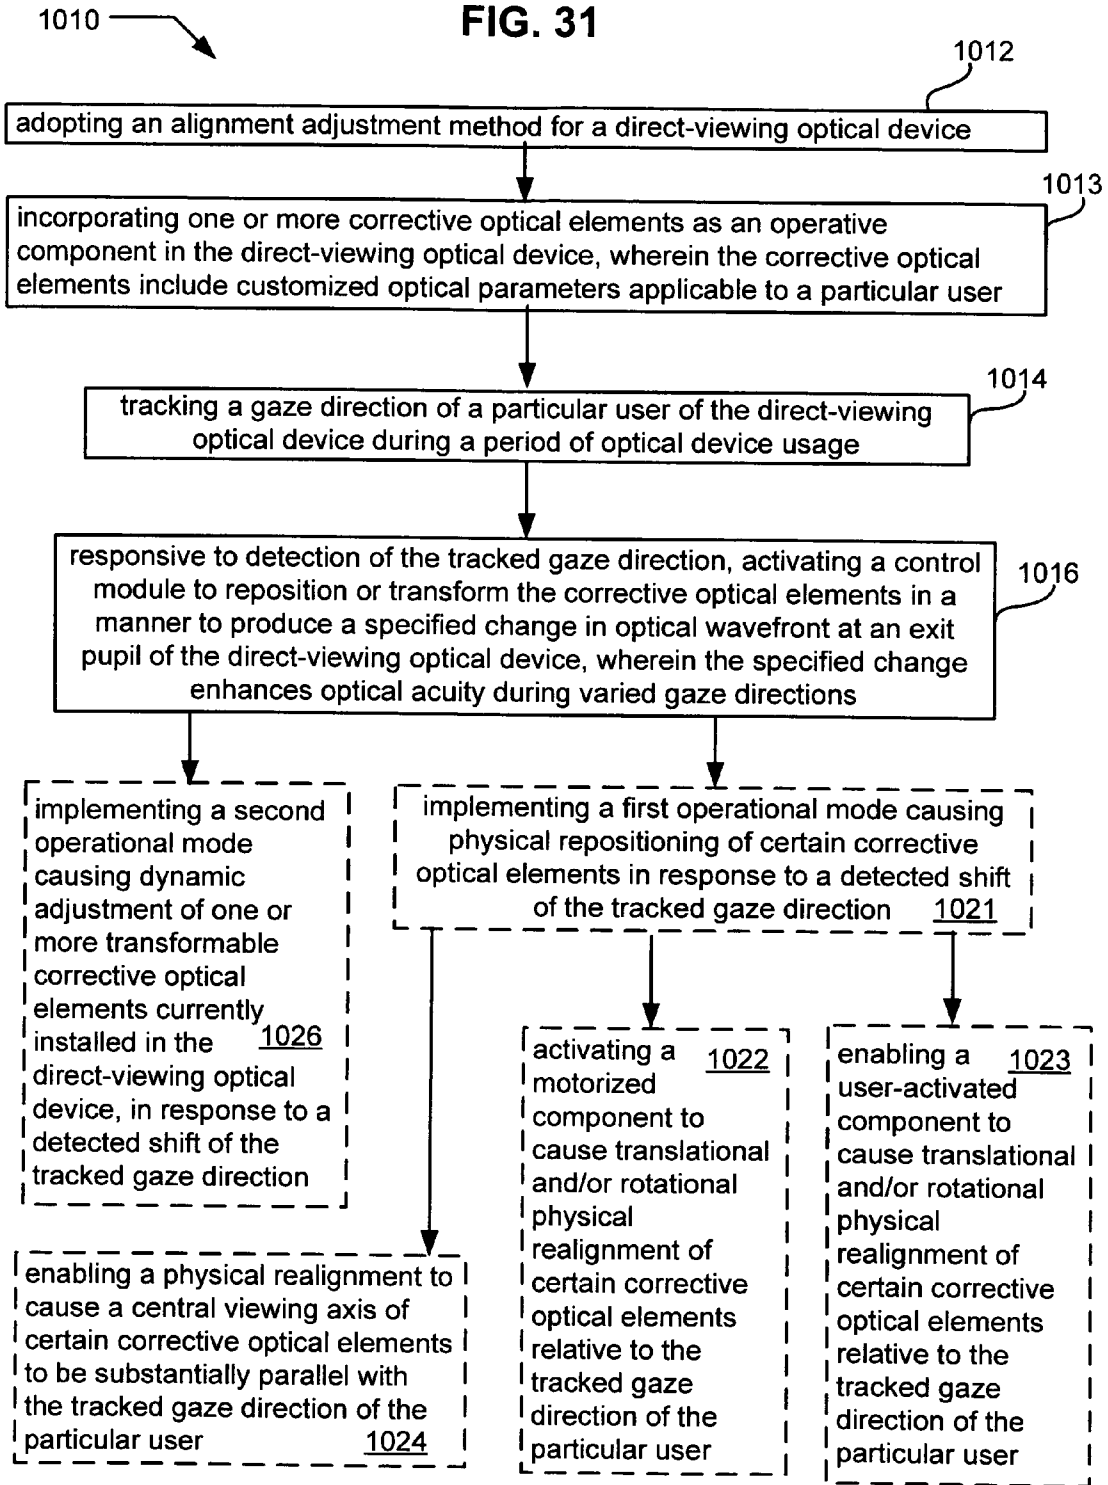 FIG. 31
1010
1012
adopting an alignment adjustment method for a direct-viewing optical device
1013
incorporating one or more corrective optical elements as an operative
component in the direct-viewing optical device, wherein the corrective optical
elements include customized optical parameters applicable to a particular user
1014
tracking a gaze direction of a particular user of the direct-viewing
optical device during a period of optical device usage
1016
responsive to detection of the tracked gaze direction, activating a control
module to reposition or transform the corrective optical elements in a
manner to produce a specified change in optical wavefront at an exit
pupil of the direct-viewing optical device, wherein the specified change
enhances optical acuity during varied gaze directions
implementing a second
operational mode
causing dynamic
adjustment of one or
more transformable
corrective optical
elements currently
installed in the 1026
direct-viewing optical
device, in response to a
detected shift of the
tracked gaze direction
implementing a first operational mode causing
physical repositioning of certain corrective
optical elements in response to a detected shift
of the tracked gaze direction 1021
enabling a physical realignment to
cause a central viewing axis of
certain corrective optical elements
to be substantially parallel with
the tracked gaze direction of the
particular user 1024
activating a 1022
motorized
component to
cause translational
and/or rotational
physical
realignment of
certain corrective
optical elements
relative to the
tracked gaze
direction of the
particular user
enabling a 1023
user-activated
component to
cause translational
and/or rotational
physical
realignment of
certain corrective
optical elements
relative to the
tracked gaze
direction of the
particular user